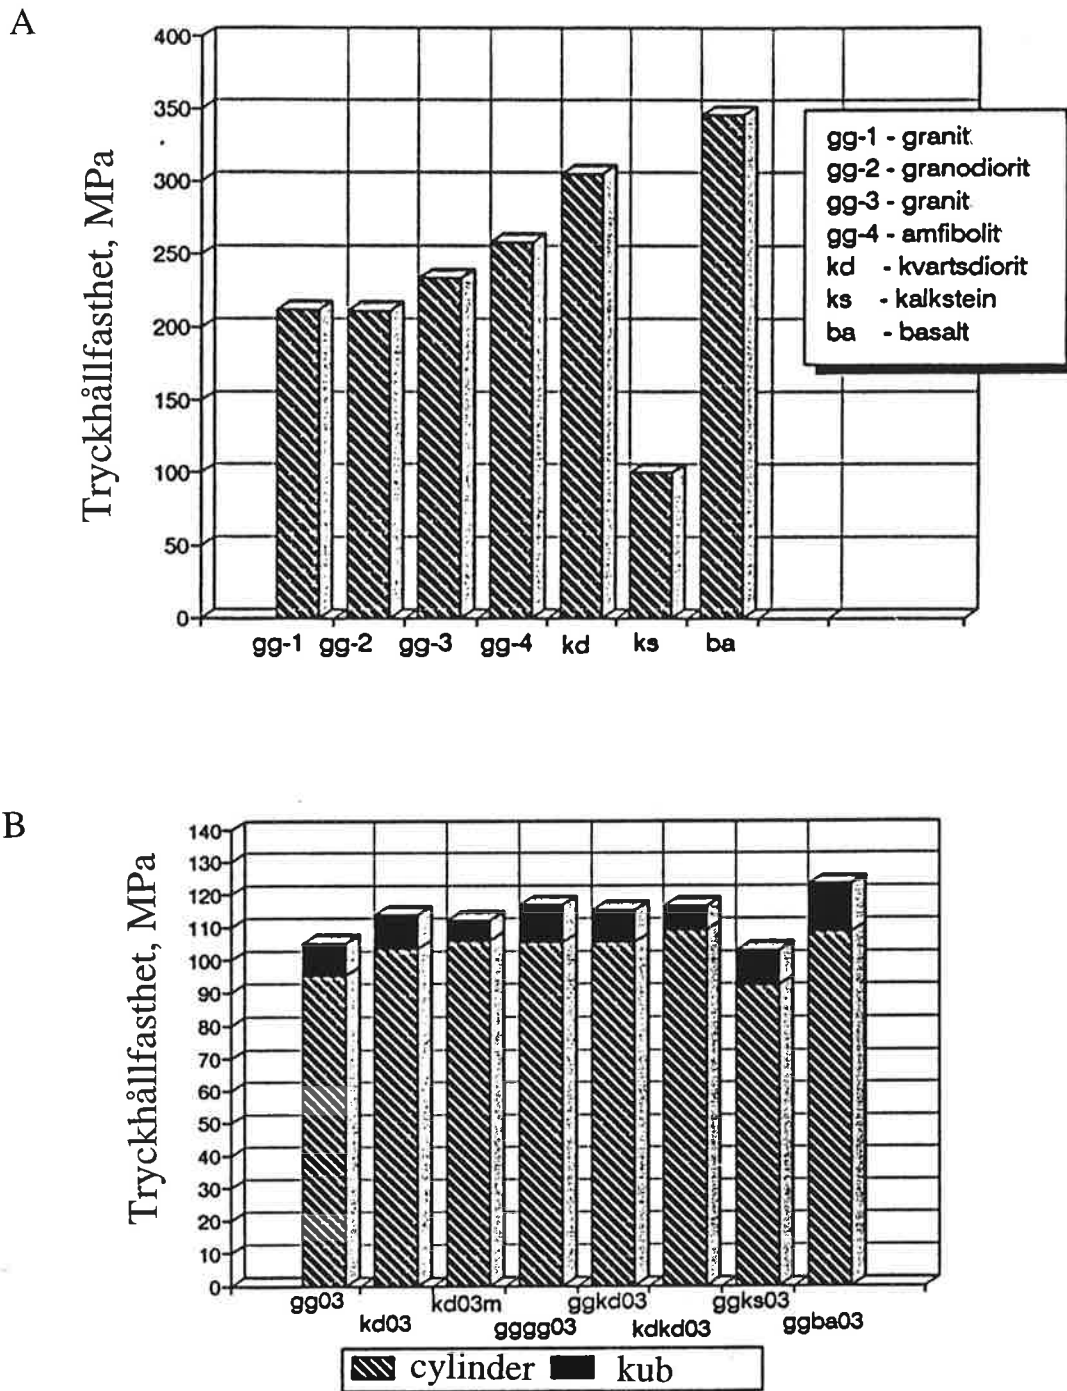 A
Tryckhållfasthet, MPa
400
350
300
250
200
150
100
50
0
gg-1 gg-2 gg-3 gg-4 kd ks ba
gg-1 - granit
gg-2 - granodiorit
gg-3 - granit
gg-4 - amfibolit
kd - kvartsdiorit
ks - kalkstein
ba - basalt
B
Tryckhållfasthet, MPa
140
130
120
110
100
90
80
70
60
50
40
30
20
10
0
gg03 kd03 kd03m gggg03 ggkd03 kdkd03 ggks03 ggba03
cylinder kub